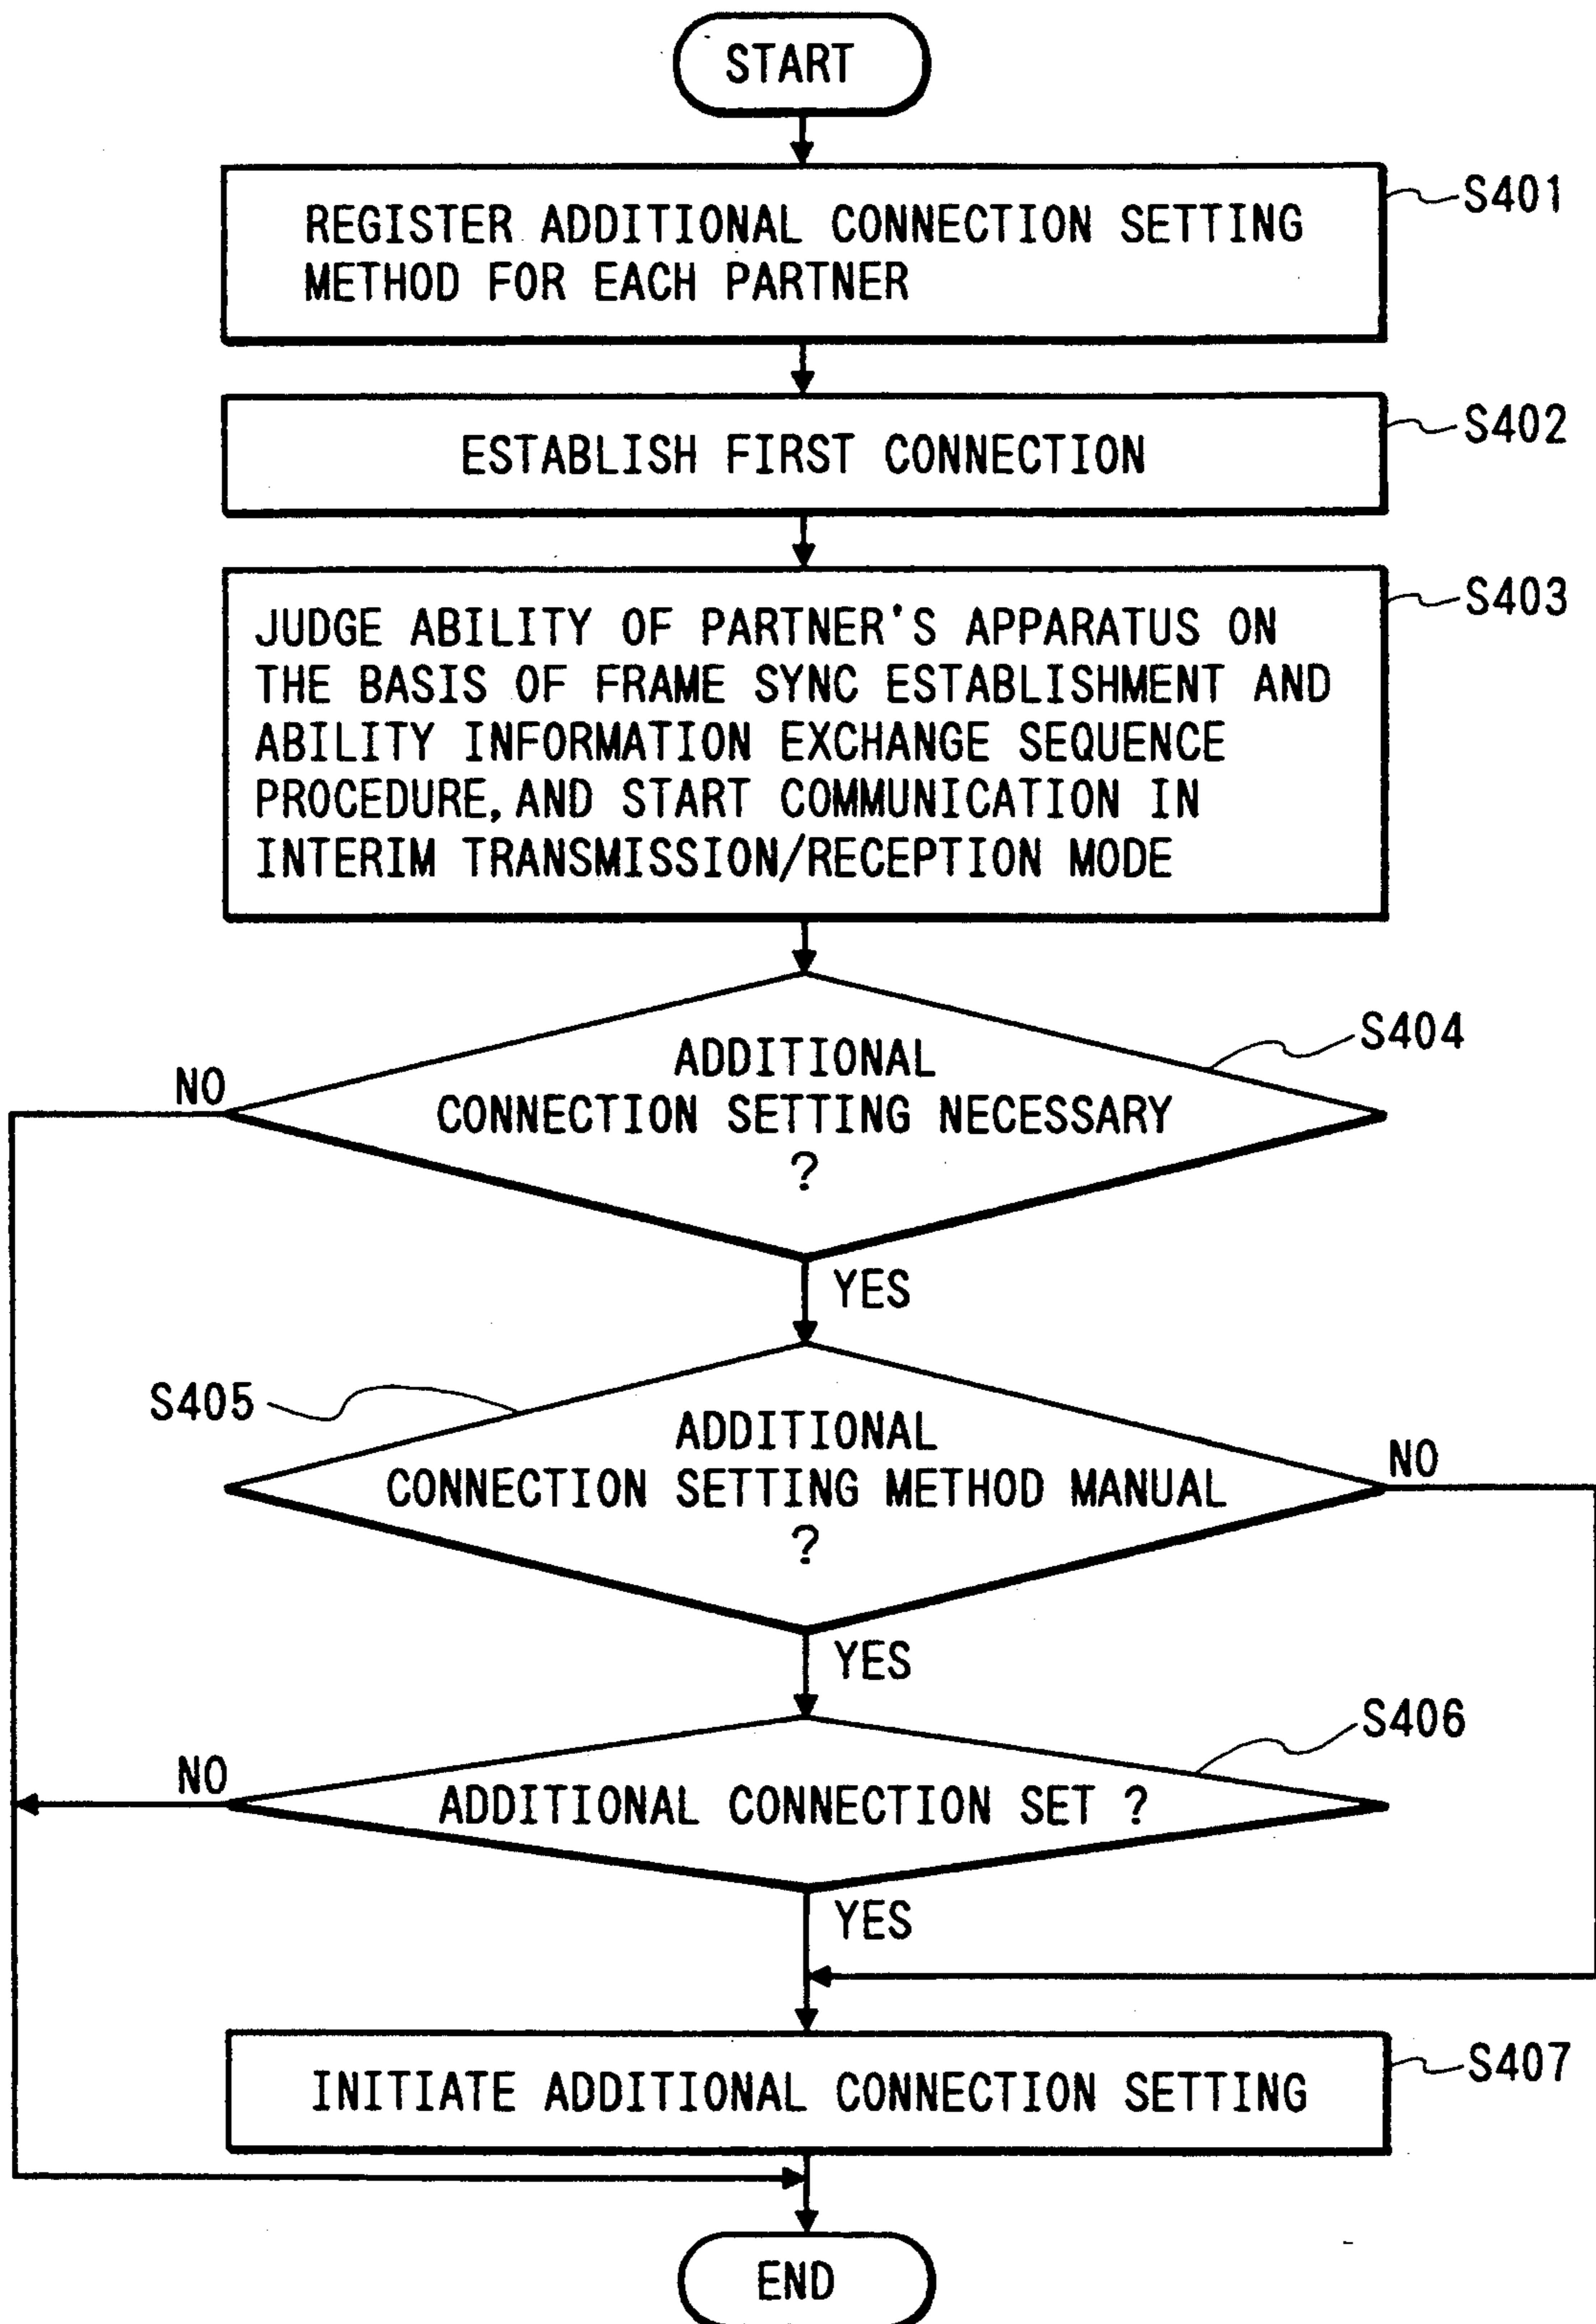 START
REGISTER ADDITIONAL CONNECTION SETTING
METHOD FOR EACH PARTNER
S401
ESTABLISH FIRST CONNECTION
S402
JUDGE ABILITY OF PARTNER'S APPARATUS ON
THE BASIS OF FRAME SYNC ESTABLISHMENT AND
ABILITY INFORMATION EXCHANGE SEQUENCE
PROCEDURE, AND START COMMUNICATION IN
INTERIM TRANSMISSION/RECEPTION MODE
S403
ADDITIONAL
CONNECTION SETTING NECESSARY
?
S404
NO
YES
S405
ADDITIONAL
CONNECTION SETTING METHOD MANUAL
?
NO
YES
S406
NO
ADDITIONAL CONNECTION SET ?
YES
INITIATE ADDITIONAL CONNECTION SETTING
S407
END